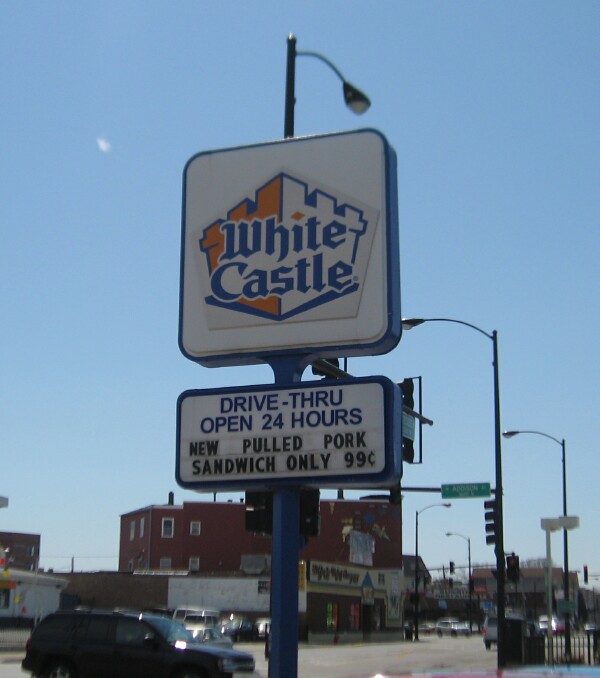 White
Castle
DRIVE-THRU
OPEN 24 HOURS
NEW PULLED PORK
SANDWICH ONLY 99¢